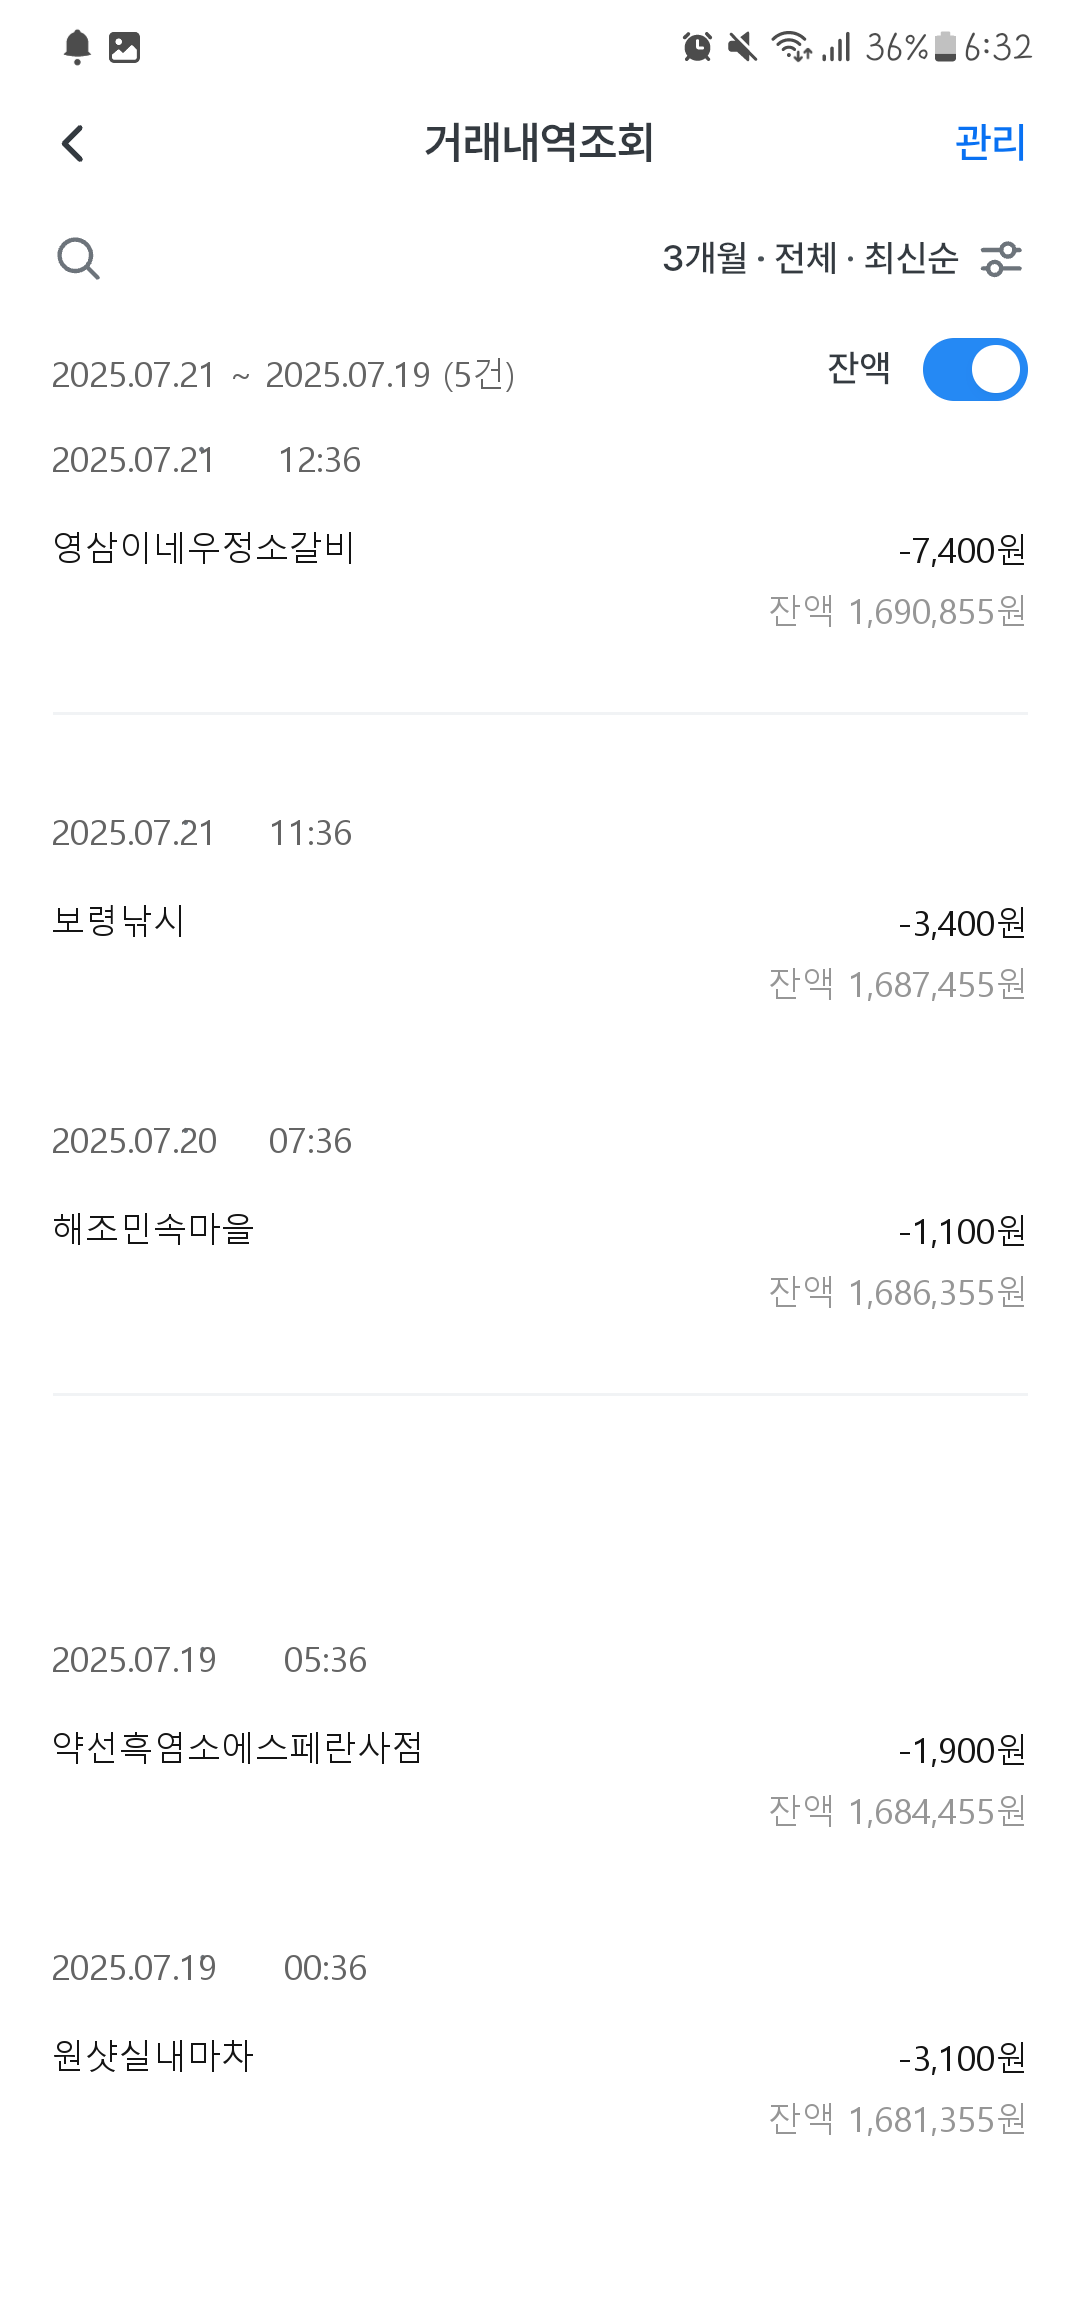 36% 6:32
거래내역조회 관리
3개월 · 전체 · 최신순
2025.07.21 ~ 2025.07.19 (5건) 잔액
2025.07.21 12:36
영삼이네우정소갈비 -7,400원
잔액 1,690,855원
2025.07.21 11:36
보령낚시 -3,400원
잔액 1,687,455원
2025.07.20 07:36
해조민속마을 -1,100원
잔액 1,686,355원
2025.07.19 05:36
약선흑염소에스페란사점 -1,900원
잔액 1,684,455원
2025.07.19 00:36
원샷실내마차 -3,100원
잔액 1,681,355원